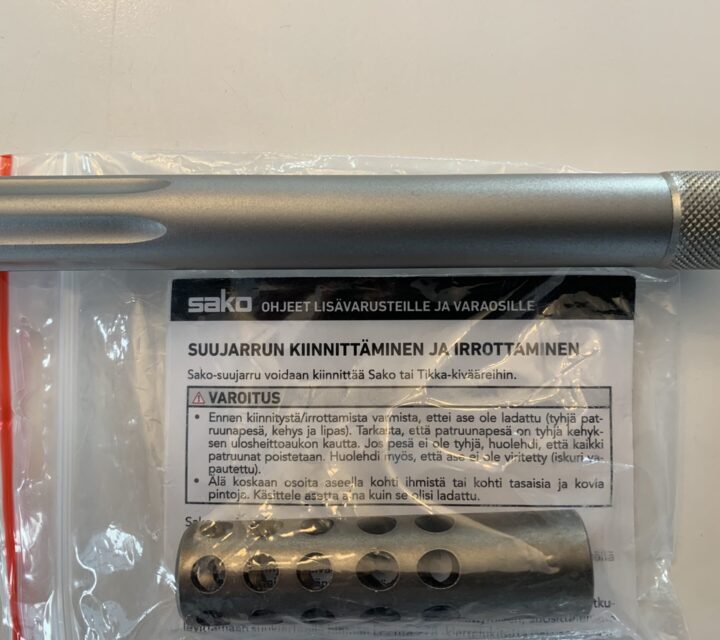 sako OHJEET LISÄVARUSTEILLE JA VARAOSILLE
SUUJARRUN KIINNITTÄMINEN JA IRROTTAMINEN
Sako-suujarru voidaan kiinnittää Sako tai Tikka-kivääreihin.
VAROITUS
• Ennen kiinnitystä/irrottamista varmista, ettei ase ole ladattu (tyhjä pat-
ruunapesä, kehys ja lipas). Tarkasta, että patruunapesä on tyhjä kehyk-
sen ulosheittoaukon kautta. Jos pesä ei ole tyhjä, huolehdi, että kaikki
patruunat poistetaan. Huolehdi myös, että ase ei ole viritetty (iskuri va-
pautettu).
• Älä koskaan osoita aseella kohti ihmistä tai kohti tasaisia ja kovia
pintoja. Käsittele asetta aina kuin se olisi ladattu.